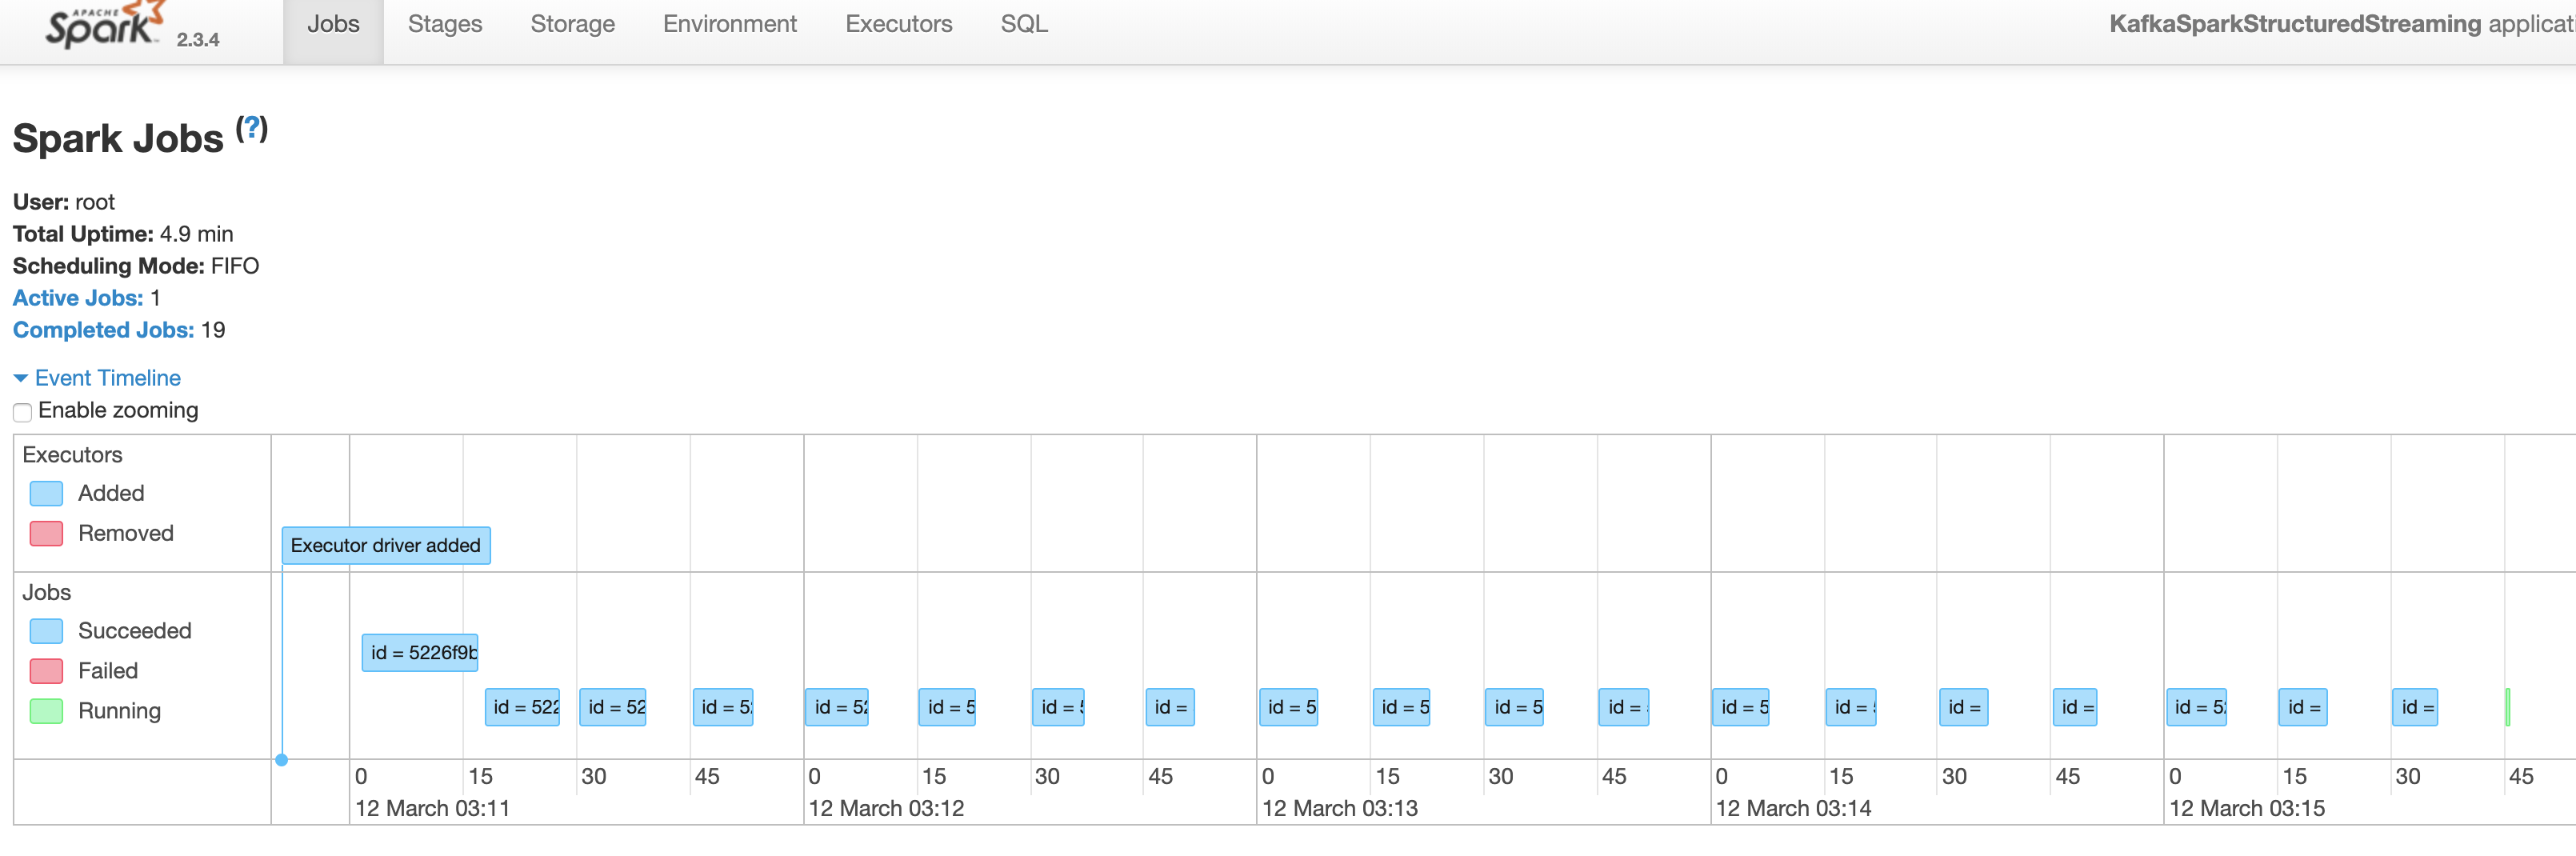 APACHE
Spark 2.3.4 Jobs Stages Storage Environment Executors SQL KafkaSparkStructuredStreaming applicati
Spark Jobs (?)
User: root
Total Uptime: 4.9 min
Scheduling Mode: FIFO
Active Jobs: 1
Completed Jobs: 19
Event Timeline
Enable zooming
Executors
Added
Removed
Executor driver added
Jobs
Succeeded
Failed
Running
id = 5226f9b
id = 522 id = 52 id = 5 id = 52 id = 5 id = id = id = 5 id = 5 id = 5 id = id = 5 id = id = id = id = 5 id = id =
0 15 30 45 0 15 30 45 0 15 30 45 0 15 30 45 0 15 30 45
12 March 03:11 12 March 03:12 12 March 03:13 12 March 03:14 12 March 03:15